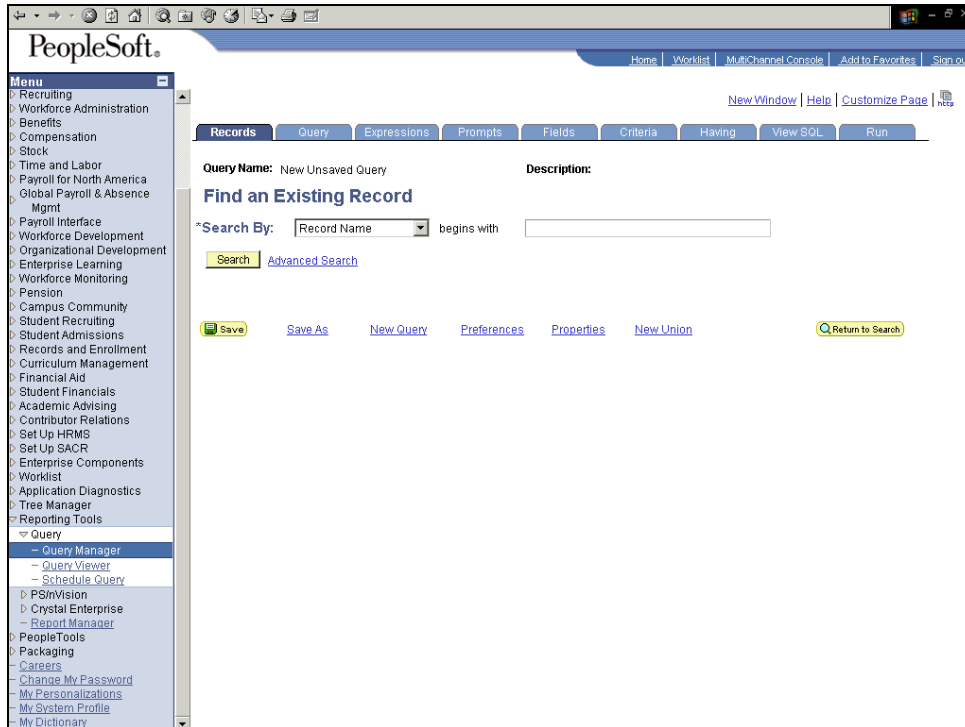 PeopleSoft.
Home | Worklist | MultiChannel Console | Add to Favorites | Sign ou
Menu
Recruiting
Workforce Administration
Benefits
Compensation
Stock
Time and Labor
Payroll for North America
Global Payroll & Absence
Mgmt
Payroll Interface
Workforce Development
Organizational Development
Enterprise Learning
Workforce Monitoring
Pension
Campus Community
Student Recruiting
Student Admissions
Records and Enrollment
Curriculum Management
Financial Aid
Student Financials
Academic Advising
Contributor Relations
Set Up HRMS
Set Up SACR
Enterprise Components
Worklist
Application Diagnostics
Tree Manager
Reporting Tools
Query
Query Manager
Query Viewer
Schedule Query
PS/nVision
Crystal Enterprise
Report Manager
PeopleTools
Packaging
Careers
Change My Password
My Personalizations
My System Profile
My Dictionary
New Window | Help | Customize Page | http
Records Query Expressions Prompts Fields Criteria Having View SQL Run
Query Name: New Unsaved Query Description:
Find an Existing Record
*Search By: Record Name begins with
Search Advanced Search
Save Save As New Query Preferences Properties New Union Return to Search